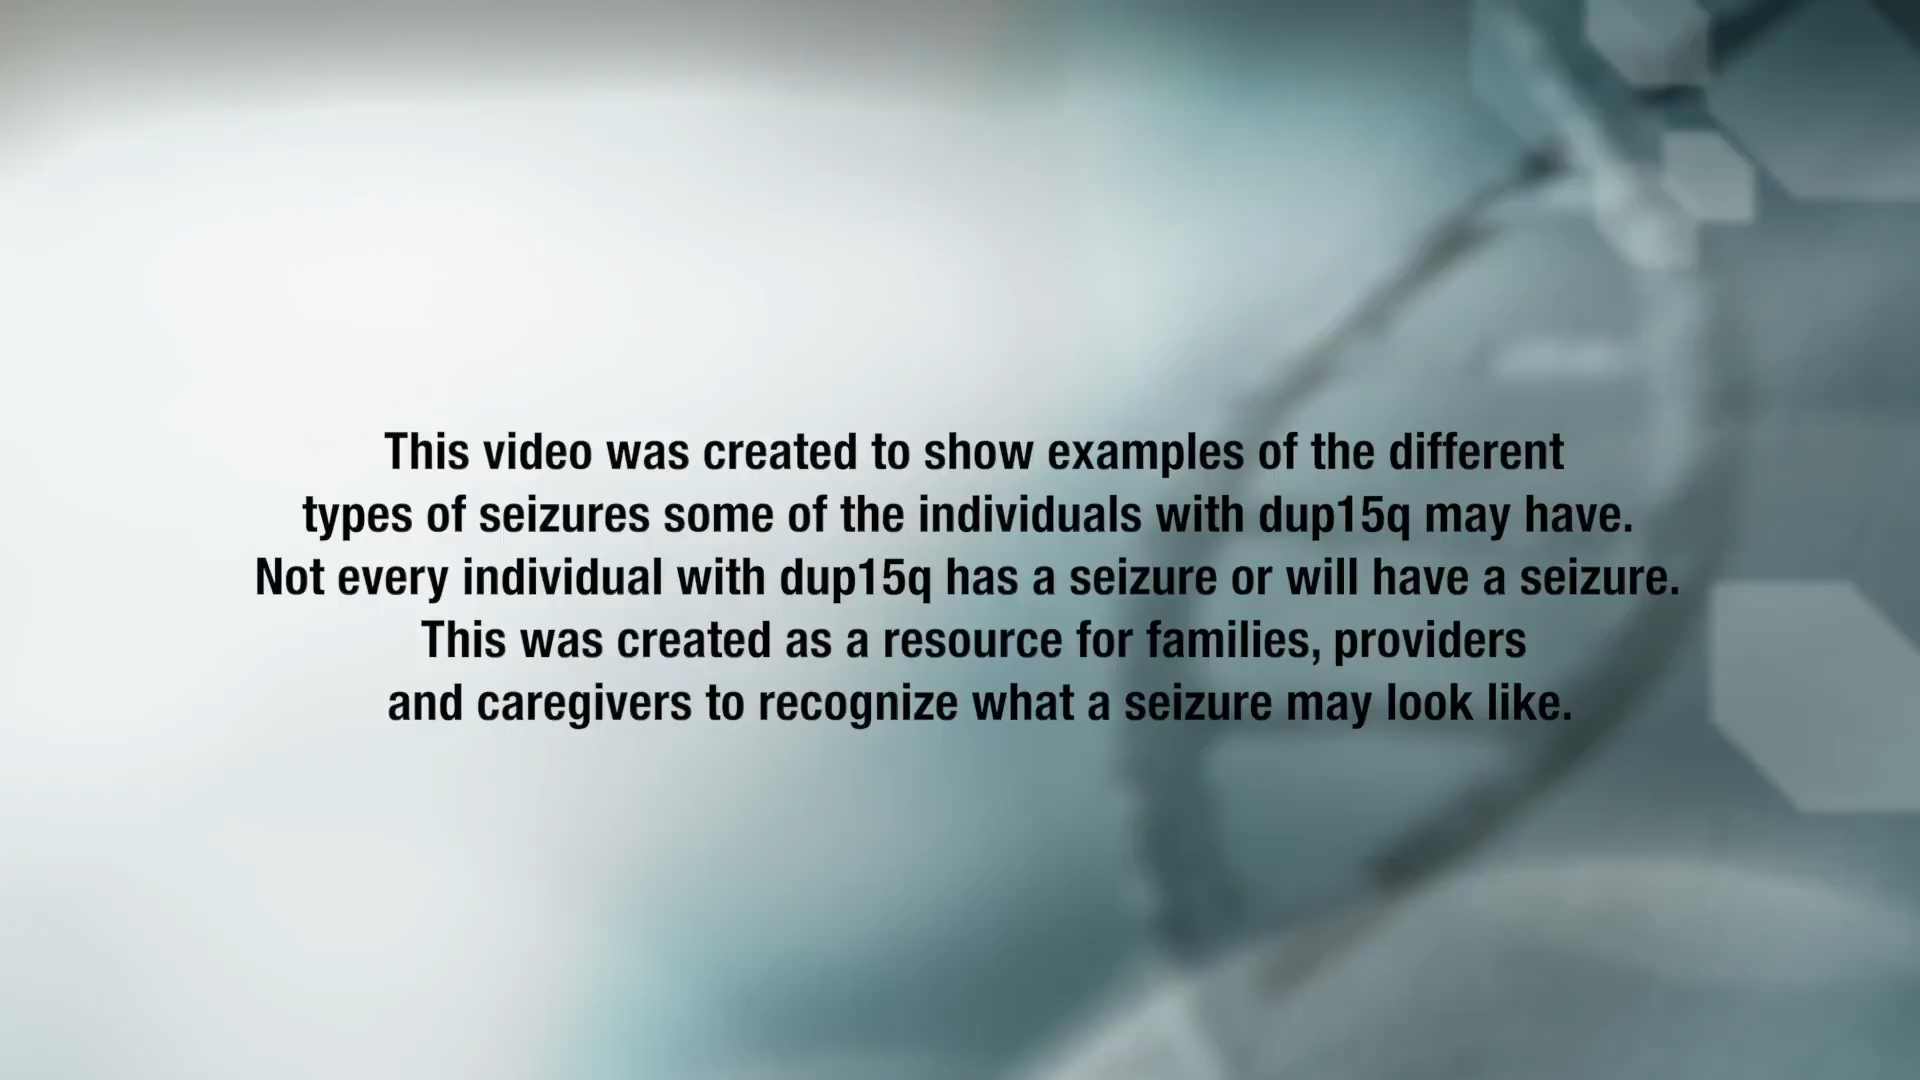 This video was created to show examples of the different
types of seizures some of the individuals with dup15q may have.
Not every individual with dup15q has a seizure or will have a seizure.
This was created as a resource for families, providers
and caregivers to recognize what a seizure may look like.